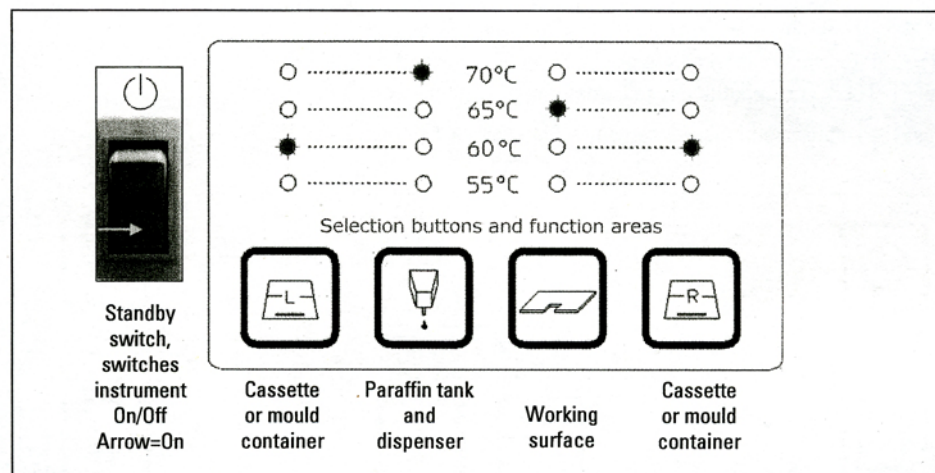 70°C
65°C
60°C
55°C
Selection buttons and function areas
L
R
Standby
switch,
switches
instrument
On/Off
Arrow=On
Cassette
or mould
container
Paraffin tank
and
dispenser
Working
surface
Cassette
or mould
container